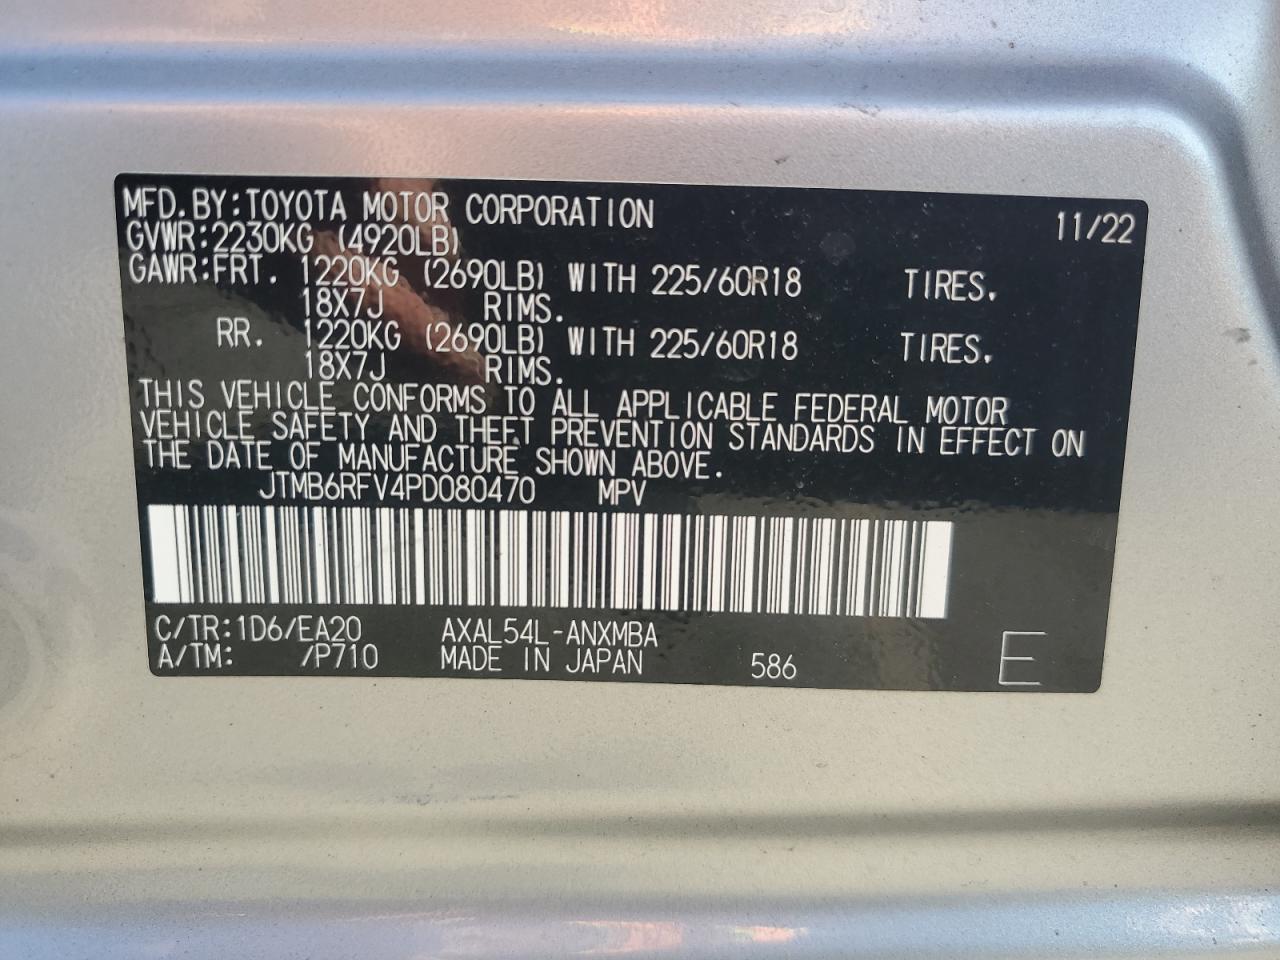 MFD.BY:TOYOTA MOTOR CORPORATION 11/22
GVWR:2230KG (4920LB)
GAWR:FRT. 1220KG (2690LB) WITH 225/60R18 TIRES.
18X7J RIMS.
RR. 1220KG (2690LB) WITH 225/60R18 TIRES.
18X7J RIMS.
THIS VEHICLE CONFORMS TO ALL APPLICABLE FEDERAL MOTOR
VEHICLE SAFETY AND THEFT PREVENTION STANDARDS IN EFFECT ON
THE DATE OF MANUFACTURE SHOWN ABOVE.
JTMB6RFV4PD080470 MPV
C/TR:1D6/EA20 AXAL54L-ANXMBA
A/TM: /P710 MADE IN JAPAN 586 E